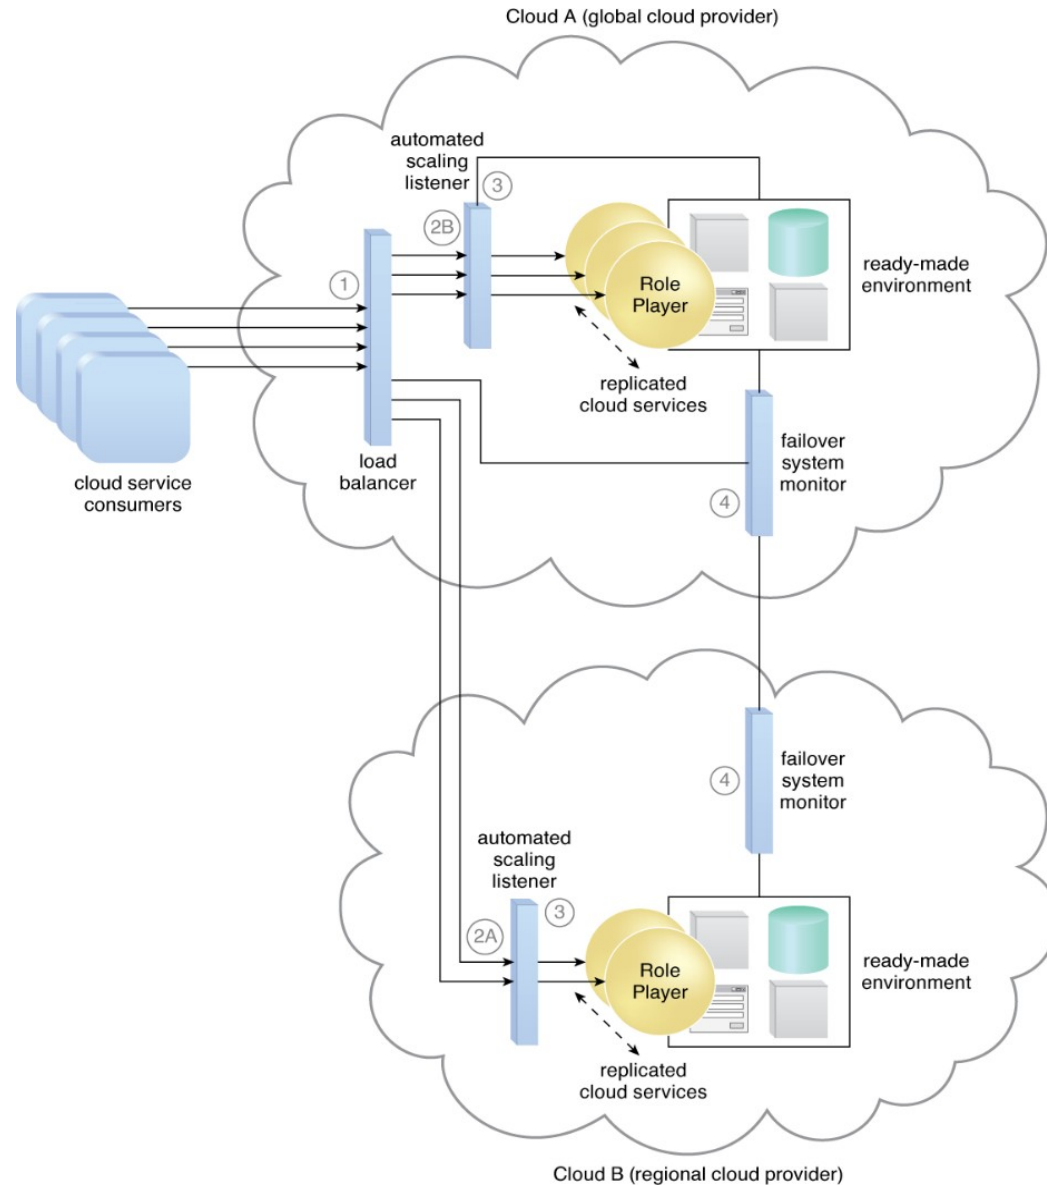 Cloud A (global cloud provider)
automated
scaling
listener
3
2B
1
Role
Player
ready-made
environment
replicated
cloud services
load
balancer
cloud service
consumers
failover
system
monitor
4
failover
system
monitor
4
automated
scaling
listener
3
2A
Role
Player
ready-made
environment
replicated
cloud services
Cloud B (regional cloud provider)